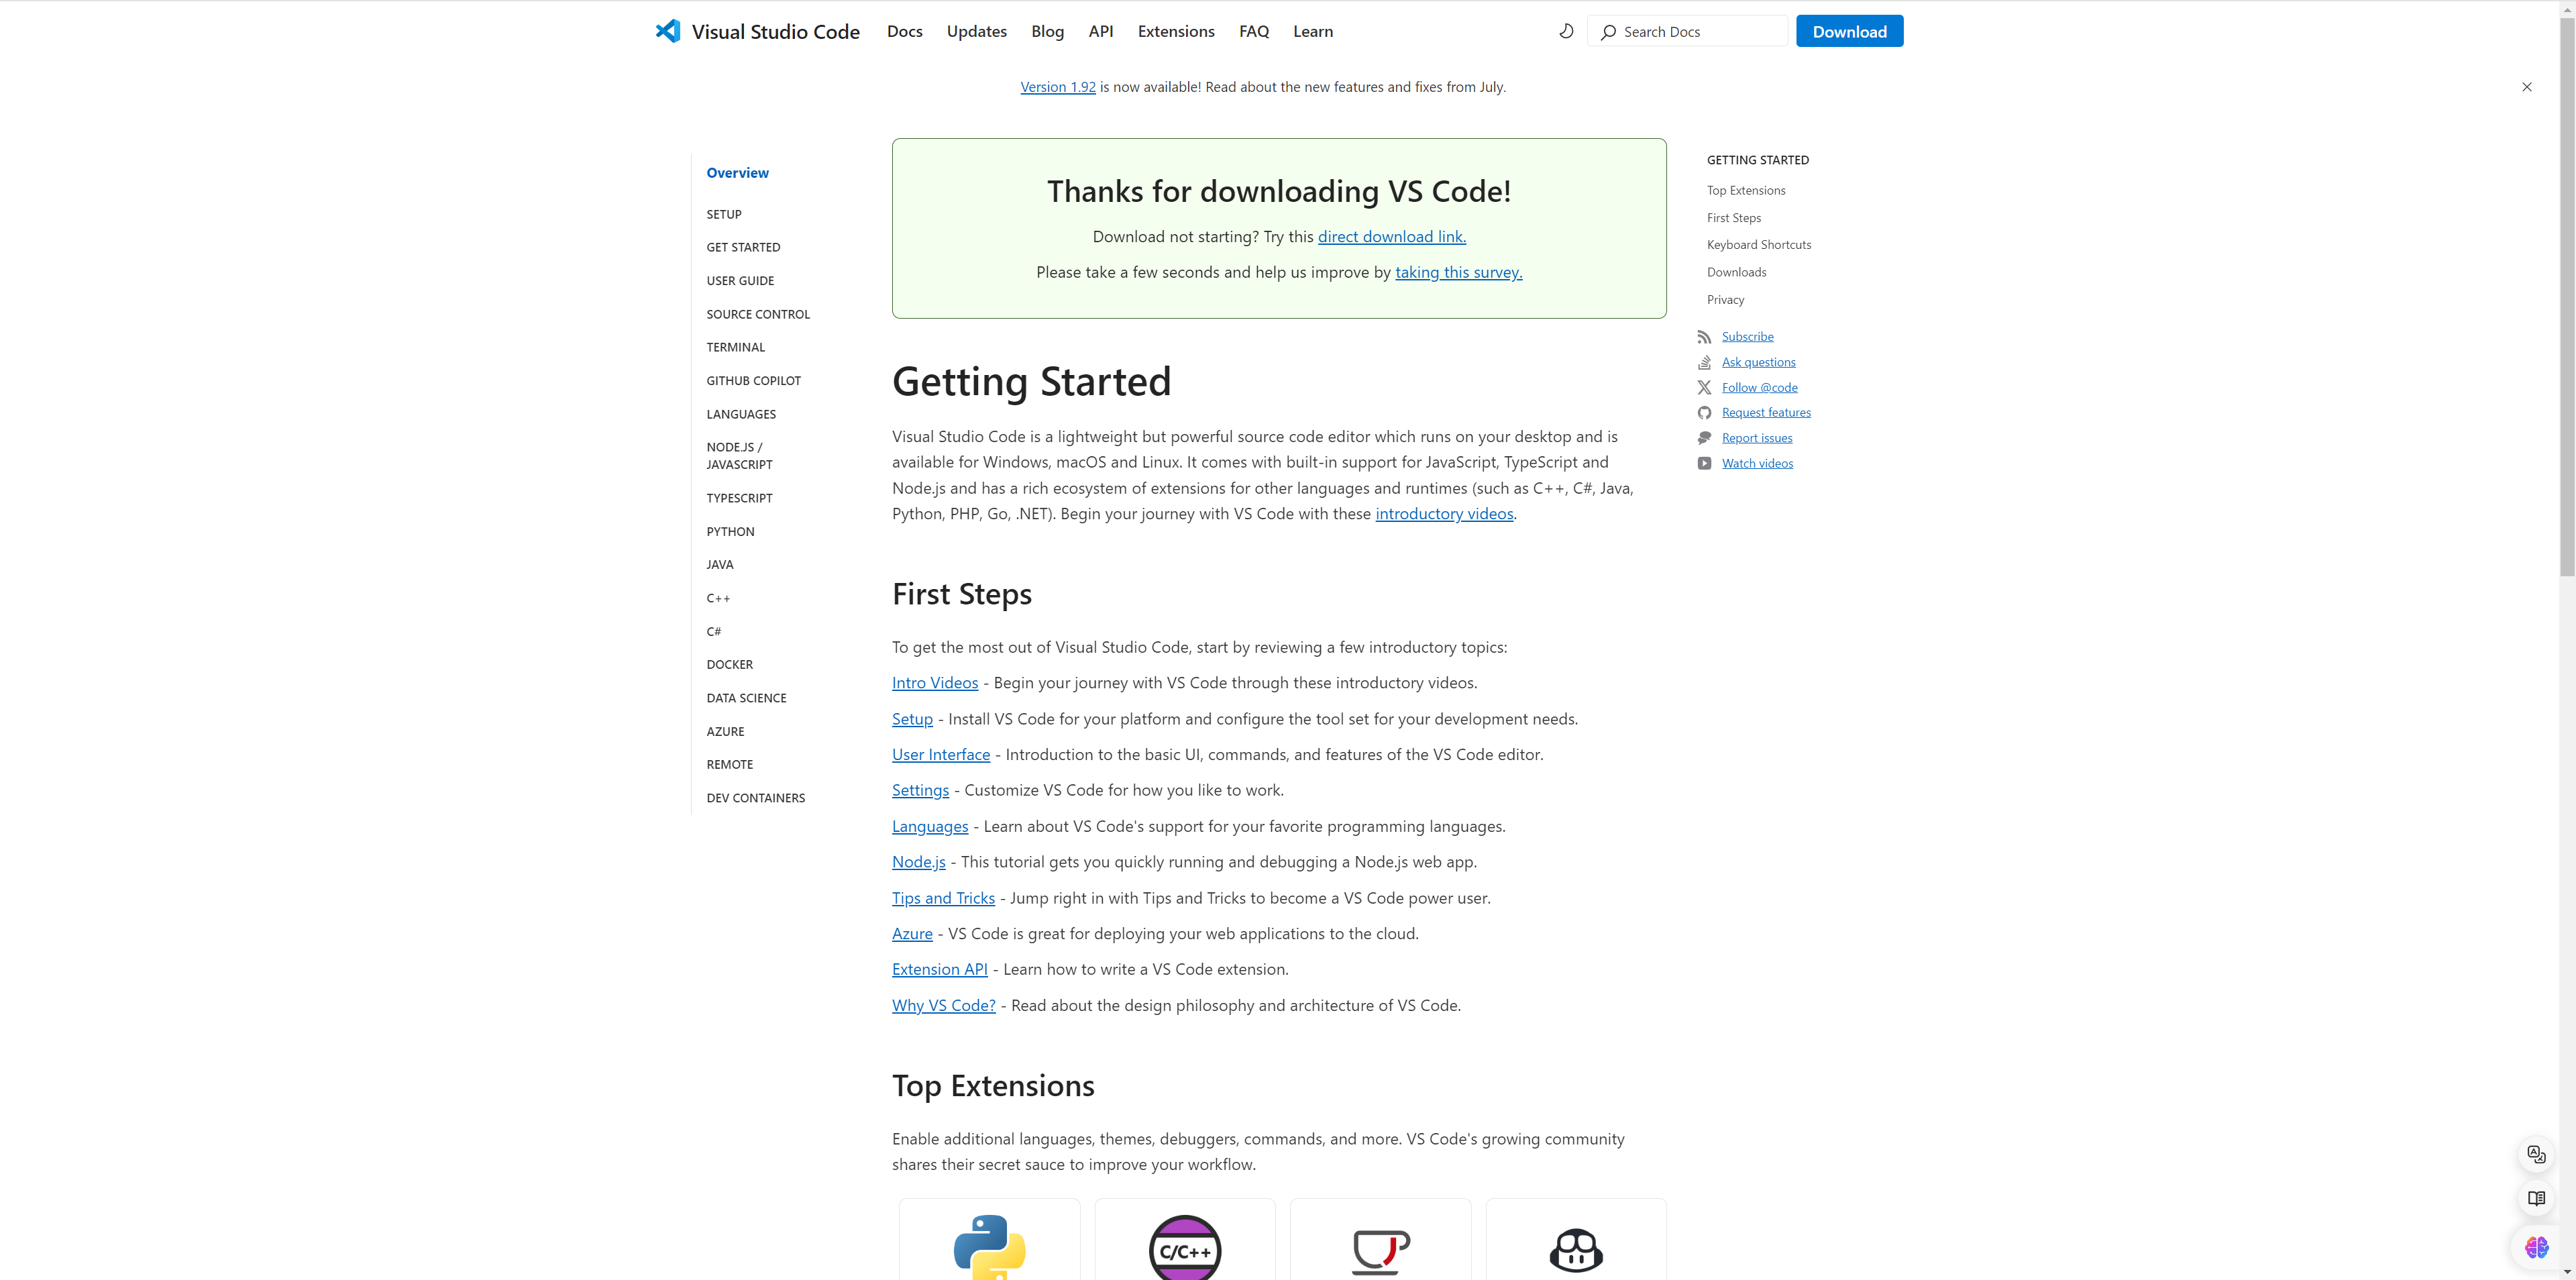 Visual Studio Code
Docs
Updates
Blog
API
Extensions
FAQ
Learn
Search Docs
Download
Version 1.92 is now available! Read about the new features and fixes from July.
Overview
SETUP
GET STARTED
USER GUIDE
SOURCE CONTROL
TERMINAL
GITHUB COPILOT
LANGUAGES
NODE.JS /
JAVASCRIPT
TYPESCRIPT
PYTHON
JAVA
C++
C#
DOCKER
DATA SCIENCE
AZURE
REMOTE
DEV CONTAINERS
Thanks for downloading VS Code!
Download not starting? Try this direct download link.
Please take a few seconds and help us improve by taking this survey.
Getting Started
Visual Studio Code is a lightweight but powerful source code editor which runs on your desktop and is
available for Windows, macOS and Linux. It comes with built-in support for JavaScript, TypeScript and
Node.js and has a rich ecosystem of extensions for other languages and runtimes (such as C++, C#, Java,
Python, PHP, Go, .NET). Begin your journey with VS Code with these introductory videos.
First Steps
To get the most out of Visual Studio Code, start by reviewing a few introductory topics:
Intro Videos - Begin your journey with VS Code through these introductory videos.
Setup - Install VS Code for your platform and configure the tool set for your development needs.
User Interface - Introduction to the basic UI, commands, and features of the VS Code editor.
Settings - Customize VS Code for how you like to work.
Languages - Learn about VS Code's support for your favorite programming languages.
Node.js - This tutorial gets you quickly running and debugging a Node.js web app.
Tips and Tricks - Jump right in with Tips and Tricks to become a VS Code power user.
Azure - VS Code is great for deploying your web applications to the cloud.
Extension API - Learn how to write a VS Code extension.
Why VS Code? - Read about the design philosophy and architecture of VS Code.
Top Extensions
Enable additional languages, themes, debuggers, commands, and more. VS Code's growing community
shares their secret sauce to improve your workflow.
C/C++
GETTING STARTED
Top Extensions
First Steps
Keyboard Shortcuts
Downloads
Privacy
Subscribe
Ask questions
Follow @code
Request features
Report issues
Watch videos